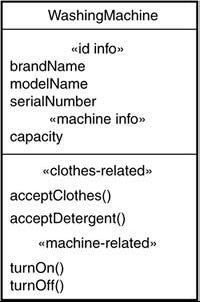 WashingMachine
«id info»
brandName
modelName
serialNumber
«machine info»
capacity
«clothes-related»
acceptClothes()
acceptDetergent()
«machine-related»
turnOn()
turnOff()